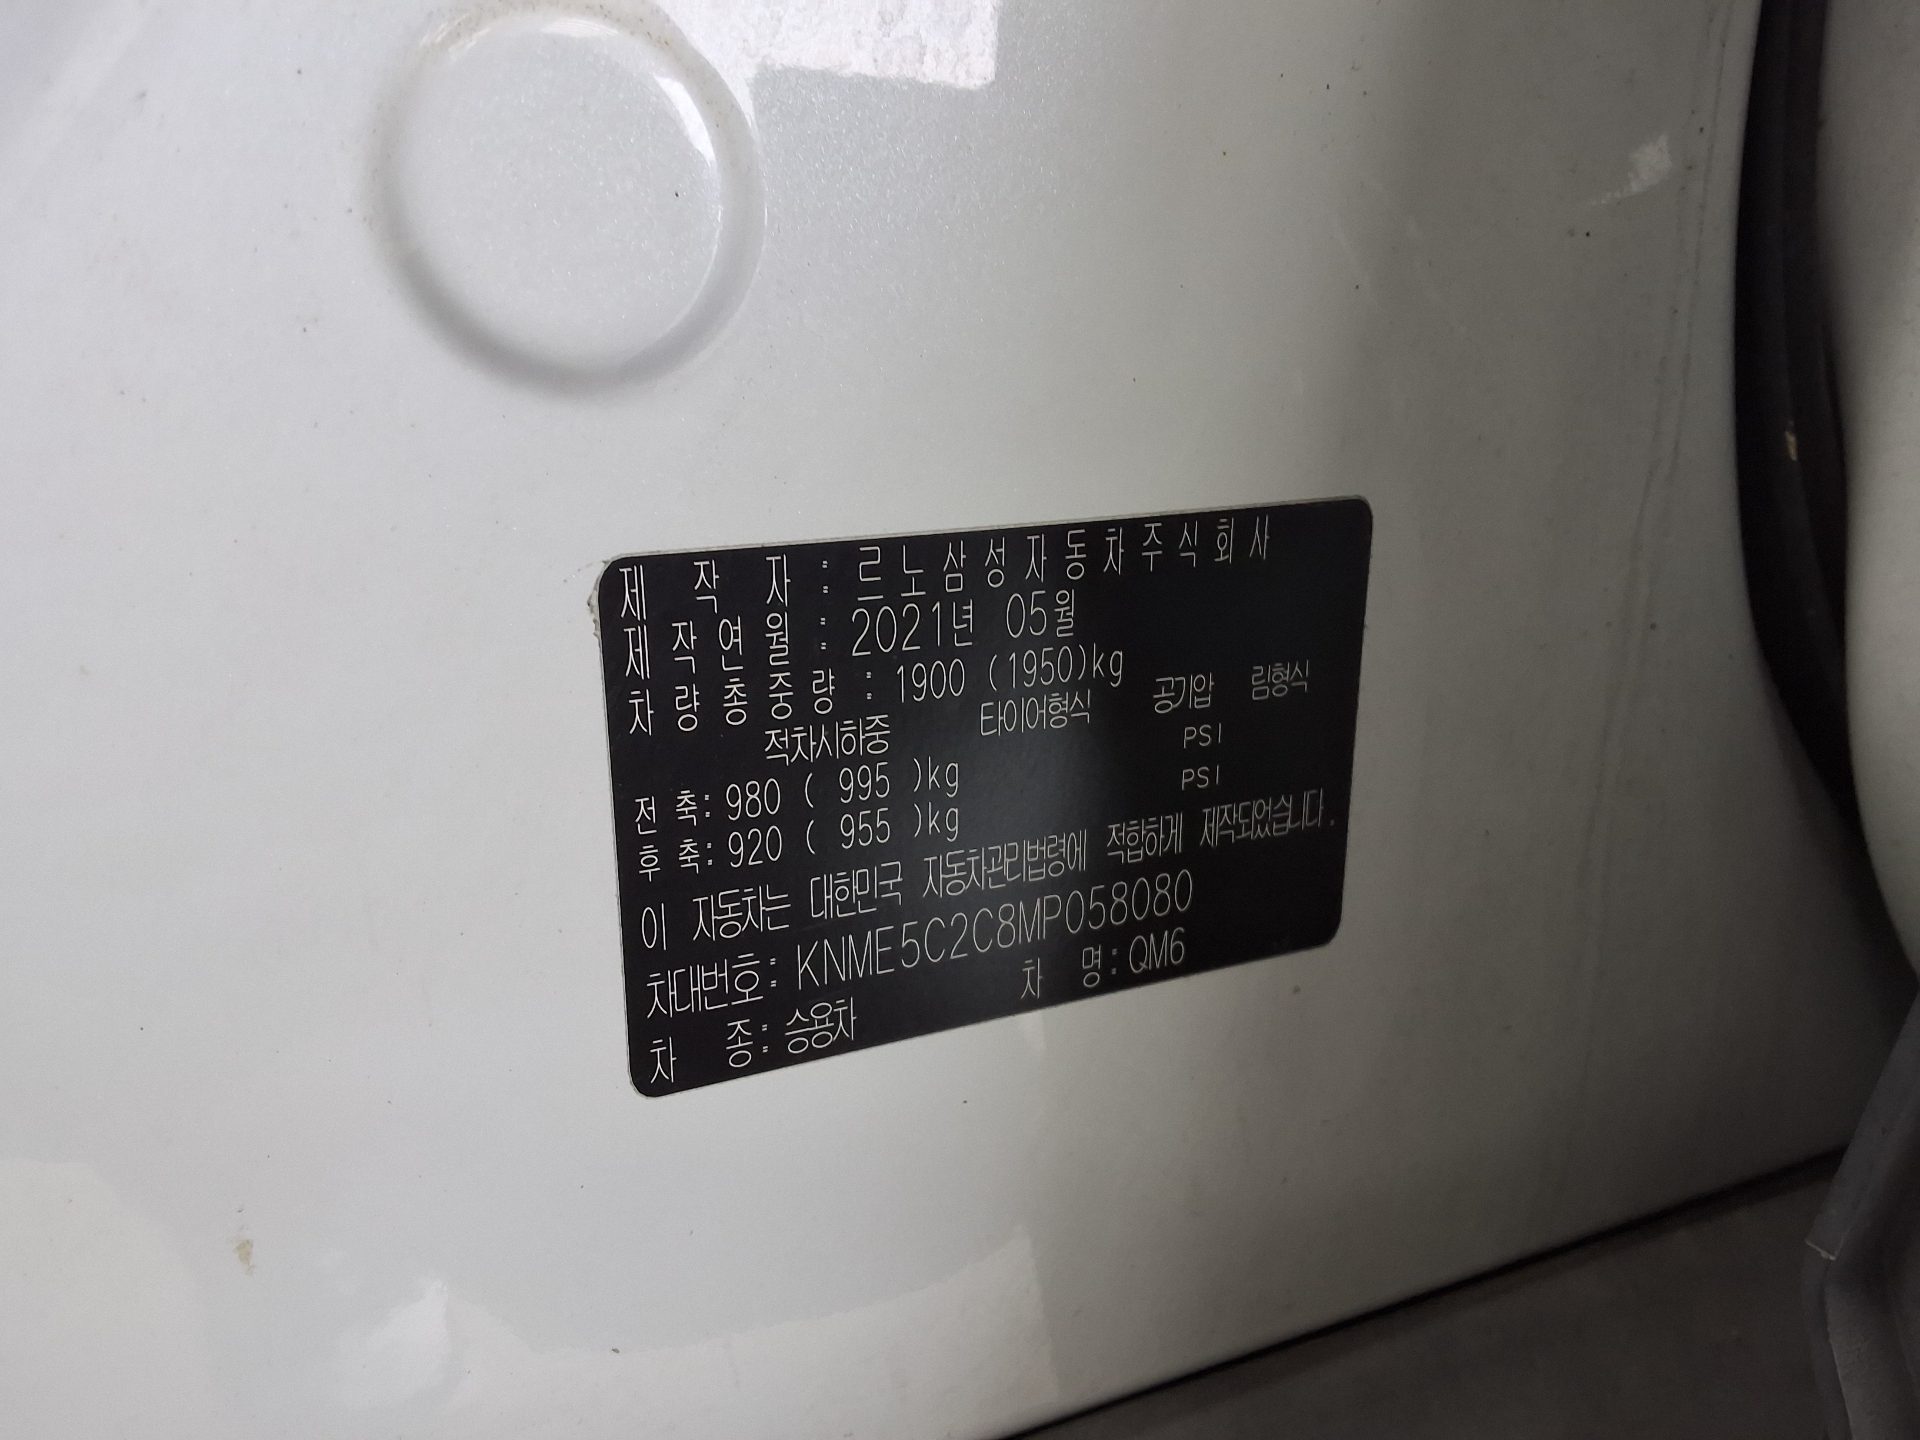 제 작 자 : 르노삼성자동차주식회사
제작연월 : 2021년 05월
차량총중량 : 1900 (1950)kg
적차시하중 타이어형식 공기압 림형식
전 축: 980 ( 995 )kg PSI
후 축: 920 ( 955 )kg PSI
이 자동차는 대한민국 자동차관리법령에 적합하게 제작되었습니다.
차대번호: KNME5C2C8MP058080
차 종: 승용차 차 명: QM6